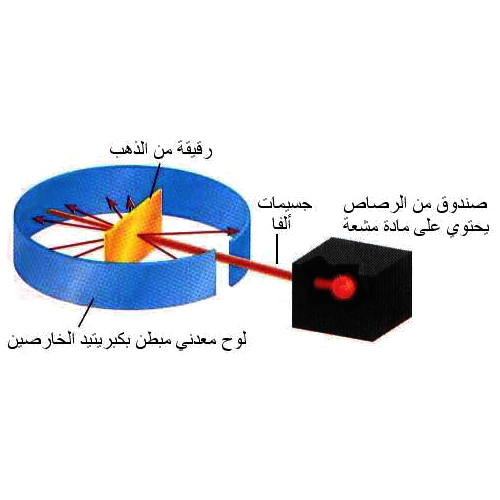 رقيقة من الذهب
جسيمات
ألفا
صندوق من الرصاص
يحتوي على مادة مشعة
لوح معدني مبطن بكبريتيد الخارصين